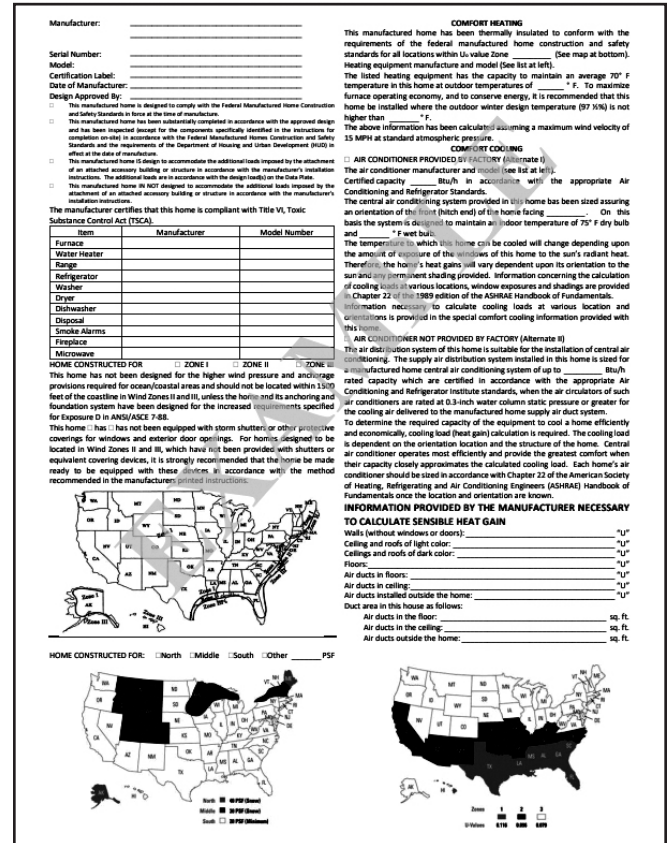 Manufacturer:
Serial Number:
Model:
Certification Label:
Date of Manufacturer:
Design Approved By:
□ This manufactured home is designed to comply with the Federal Manufactured Home Construction
and Safety Standards in force at the time of manufacture.
□ This manufactured home has been substantially completed in accordance with the approved design
and has been inspected (except for the components specifically identified in the instructions for
completion on-site) in accordance with the Federal Manufactured Homes Construction and Safety
Standards and the requirements of the Department of Housing and Urban Development (HUD) in
effect at the date of manufacture.
□ This manufactured home IS design to accommodate the additional loads imposed by the attachment
of an attached accessory building or structure in accordance with the manufacturer's installation
instructions. The additional loads are in accordance with the design load(s) on the Data Plate.
□ This manufactured home IN NOT designed to accommodate the additional loads imposed by the
attachment of an attached accessory building or structure in accordance with the manufacturer's
installation instructions.
The manufacturer certifies that this home is compliant with Title VI, Toxic
Substance Control Act (TSCA).
Item Manufacturer Model Number
Furnace
Water Heater
Range
Refrigerator
Washer
Dryer
Dishwasher
Disposal
Smoke Alarms
Fireplace
Microwave
HOME CONSTRUCTED FOR □ ZONE I □ ZONE II □ ZONE III
This home has not been designed for the higher wind pressure and anchorage
provisions required for ocean/coastal areas and should not be located within 1500
feet of the coastline in Wind Zones II and III, unless the home and its anchoring and
foundation system have been designed for the increased requirements specified
for Exposure D in ANSI/ASCE 7-88.
This home □ has □ has not been equipped with storm shutters or other protective
coverings for windows and exterior door openings. For homes designed to be
located in Wind Zones II and III, which have not been provided with shutters or
equivalent covering devices, it is strongly recommended that the home be made
ready to be equipped with these devices in accordance with the method
recommended in the manufacturers printed instructions.
Zone I
AK
Zone III
HI
Zone I
HOME CONSTRUCTED FOR: □North □Middle □South □Other ______ PSF
North 40 PSF (Snow)
Middle 30 PSF (Snow)
South 20 PSF (Minimum)
COMFORT HEATING
This manufactured home has been thermally insulated to conform with the
requirements of the federal manufactured home construction and safety
standards for all locations within U₀ value Zone ________ (See map at bottom).
Heating equipment manufacture and model (See list at left).
The listed heating equipment has the capacity to maintain an average 70° F
temperature in this home at outdoor temperatures of ______ ° F. To maximize
furnace operating economy, and to conserve energy, it is recommended that this
home be installed where the outdoor winter design temperature (97 ½%) is not
higher than _______ ° F.
The above information has been calculated assuming a maximum wind velocity of
15 MPH at standard atmospheric pressure.
COMFORT COOLING
□ AIR CONDITIONER PROVIDED BY FACTORY (Alternate I)
The air conditioner manufacturer and model (see list at left).
Certified capacity ______ Btu/h in accordance with the appropriate Air
Conditioning and Refrigerator Standards.
The central air conditioning system provided in this home bas been sized assuring
an orientation of the front (hitch end) of the home facing _________. On this
basis the system is designed to maintain an indoor temperature of 75° F dry bulb
and _______ ° F wet bulb.
The temperature to which this home can be cooled will change depending upon
the amount of exposure of the windows of this home to the sun's radiant heat.
Therefore, the home's heat gains will vary dependent upon its orientation to the
sun and any permanent shading provided. Information concerning the calculation
of cooling loads at various locations, window exposures and shadings are provided
in Chapter 22 of the 1989 edition of the ASHRAE Handbook of Fundamentals.
Information necessary to calculate cooling loads at various location and
orientations is provided in the special comfort cooling information provided with
this home.
□ AIR CONDITIONER NOT PROVIDED BY FACTORY (Alternate II)
The air distribution system of this home is suitable for the installation of central air
conditioning. The supply air distribution system installed in this home is sized for
a manufactured home central air conditioning system of up to _______ Btu/h
rated capacity which are certified in accordance with the appropriate Air
Conditioning and Refrigerator Institute standards, when the air circulators of such
air conditioners are rated at 0.3-inch water column static pressure or greater for
the cooling air delivered to the manufactured home supply air duct system.
To determine the required capacity of the equipment to cool a home efficiently
and economically, cooling load (heat gain) calculation is required. The cooling load
is dependent on the orientation location and the structure of the home. Central
air conditioner operates most efficiently and provide the greatest comfort when
their capacity closely approximates the calculated cooling load. Each home's air
conditioner should be sized in accordance with Chapter 22 of the American Society
of Heating, Refrigerating and Air Conditioning Engineers (ASHRAE) Handbook of
Fundamentals once the location and orientation are known.
INFORMATION PROVIDED BY THE MANUFACTURER NECESSARY
TO CALCULATE SENSIBLE HEAT GAIN
Walls (without windows or doors): "U"
Ceiling and roofs of light color: "U"
Ceilings and roofs of dark color: "U"
Floors: "U"
Air ducts in floors: "U"
Air ducts in ceiling: "U"
Air ducts installed outside the home: "U"
Duct area in this house as follows:
Air ducts in the floor: sq. ft.
Air ducts in the ceiling: sq. ft.
Air ducts outside the home: sq. ft.
Zones 1 2 3
U-Values 0.116 0.096 0.079
EXAMPLE